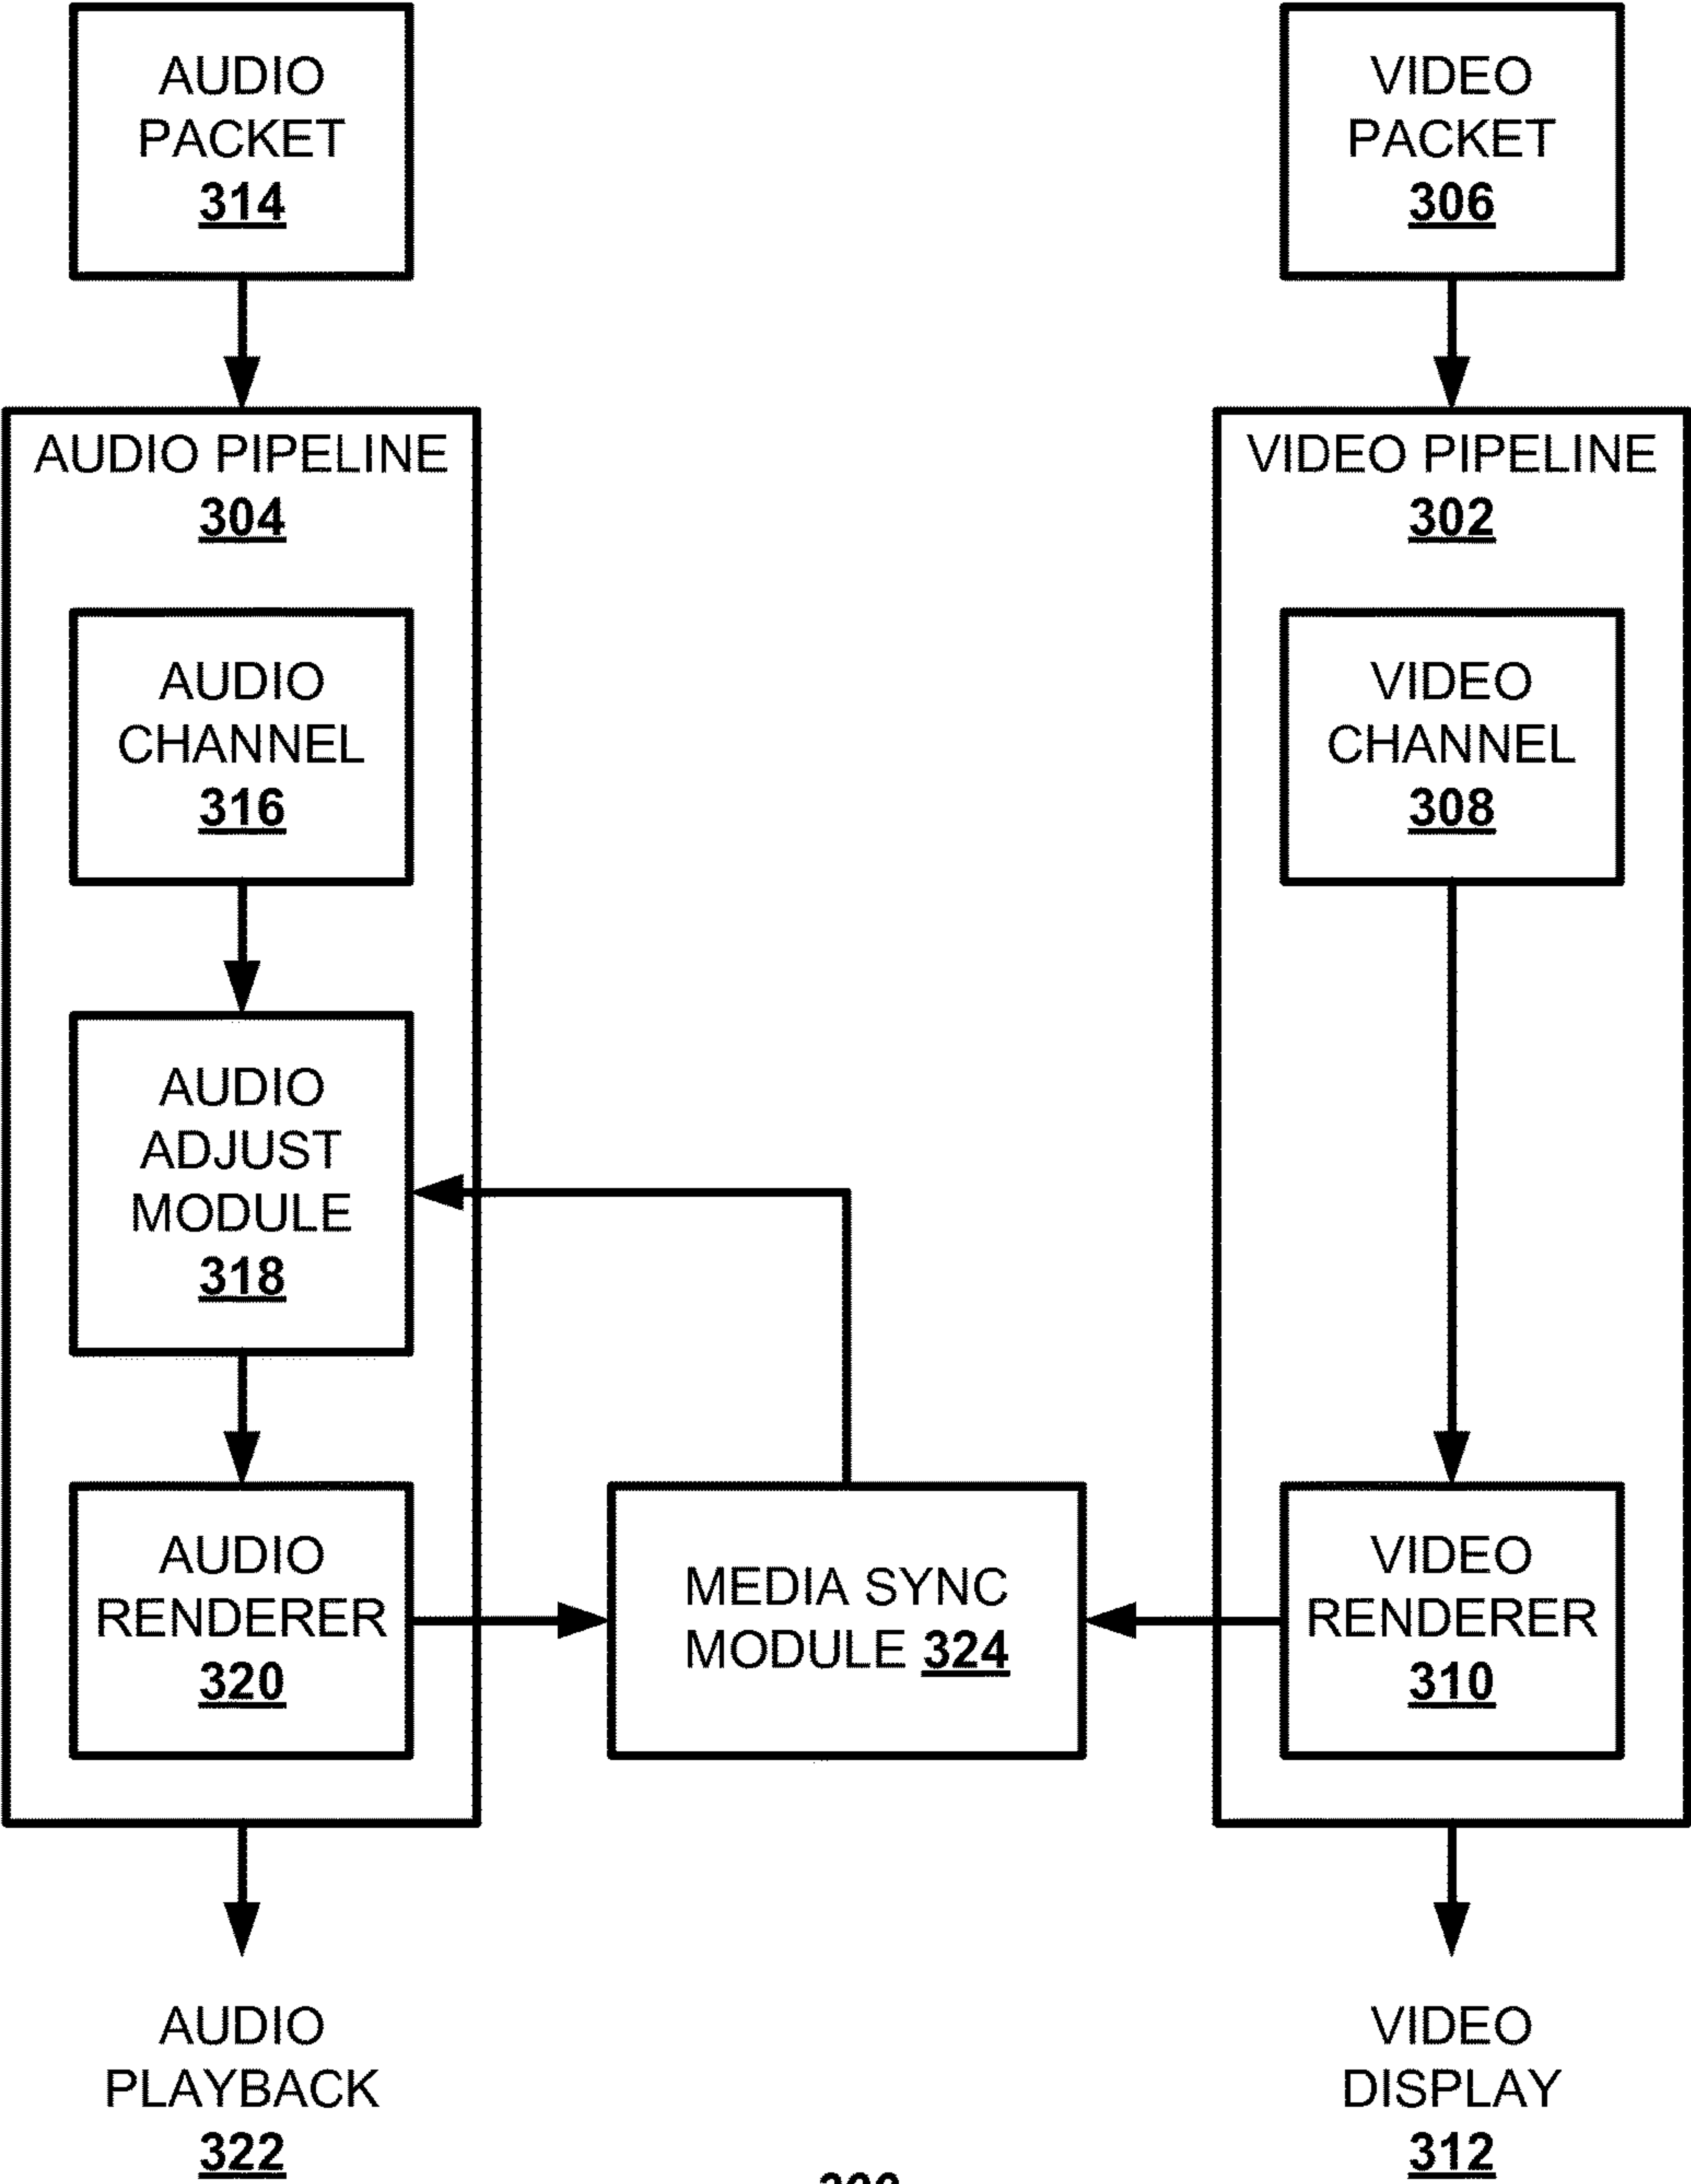 AUDIO
PACKET
314
VIDEO
PACKET
306
AUDIO PIPELINE
304
VIDEO PIPELINE
302
AUDIO
CHANNEL
316
VIDEO
CHANNEL
308
AUDIO
ADJUST
MODULE
318
AUDIO
RENDERER
320
MEDIA SYNC
MODULE 324
VIDEO
RENDERER
310
AUDIO
PLAYBACK
322
VIDEO
DISPLAY
312